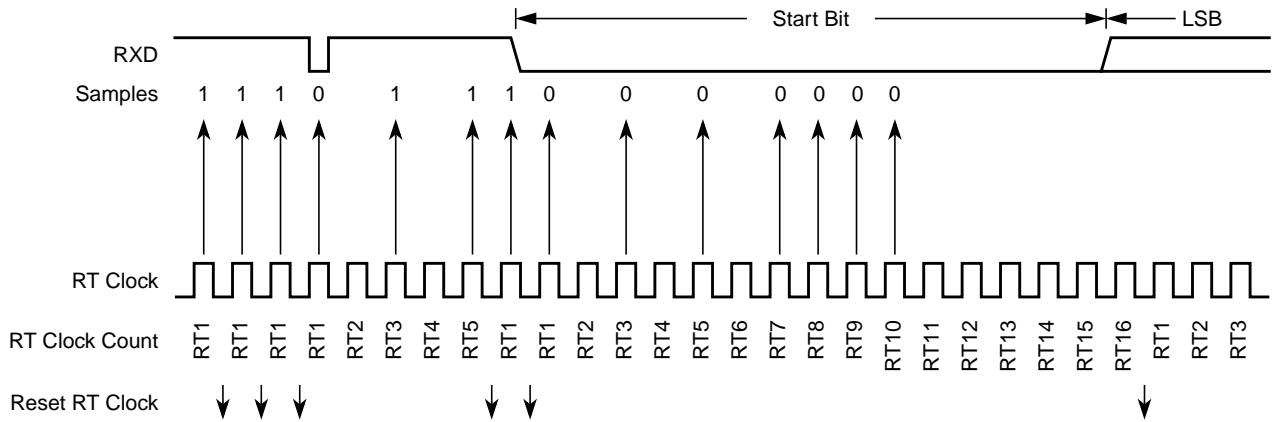 Start Bit LSB
RXD
Samples 1 1 1 0 1 1 1 0 0 0 0 0 0 0
RT Clock
RT Clock Count RT1 RT1 RT1 RT1 RT2 RT3 RT4 RT5 RT1 RT1 RT2 RT3 RT4 RT5 RT6 RT7 RT8 RT9 RT10 RT11 RT12 RT13 RT14 RT15 RT16 RT1 RT2 RT3
Reset RT Clock